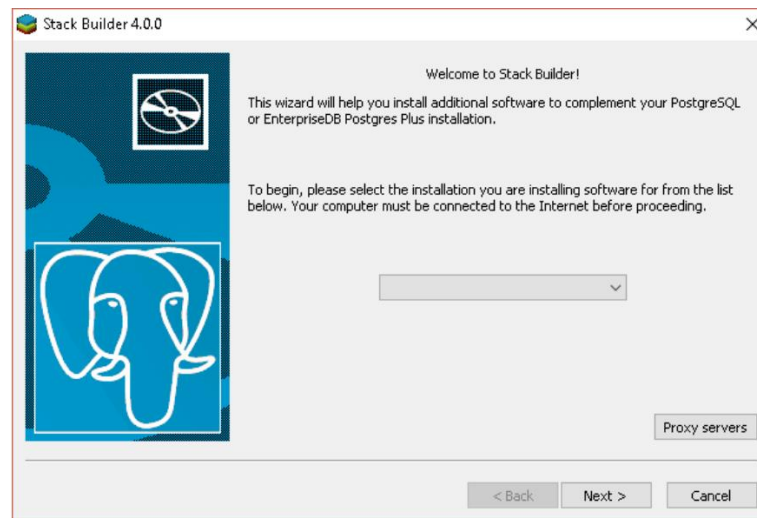 Stack Builder 4.0.0
Welcome to Stack Builder!
This wizard will help you install additional software to complement your PostgreSQL
or EnterpriseDB Postgres Plus installation.
To begin, please select the installation you are installing software for from the list
below. Your computer must be connected to the Internet before proceeding.
Proxy servers
< Back Next > Cancel